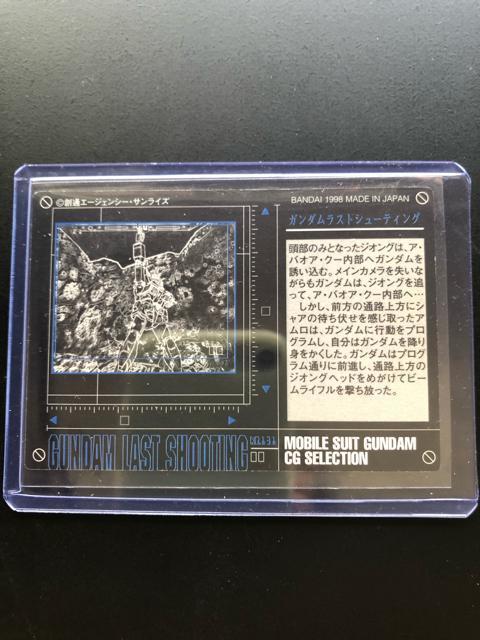 ©創通エージェンシー・サンライズ
BANDAI 1998 MADE IN JAPAN
ガンダムラストシューティング
頭部のみとなったジオングは、ア・
バオア・クー内部へガンダムを
誘い込む。メインカメラを失いな
がらもガンダムは、ジオングを追
って、ア・バオア・クー内部へ…
しかし、前方の通路上方にシ
ャアの待ち伏せを感じ取ったア
ムロは、ガンダムに行動をプロ
グラムし、自分はガンダムを降り
身をかくした。ガンダムはプログ
ラム通りに前進し、通路上方の
ジオングヘッドをめがけてビー
ムライフルを撃ち放った。
GUNDAM LAST SHOOTING
MOBILE SUIT GUNDAM
CG SELECTION